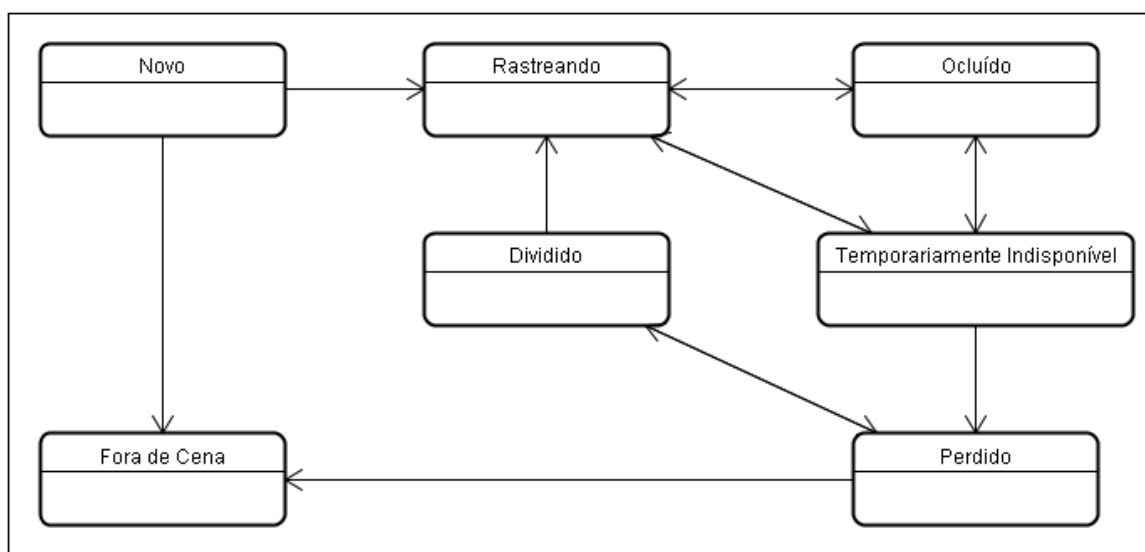 Novo
Rastreando
Ocluído
Dividido
Temporariamente Indisponível
Fora de Cena
Perdido